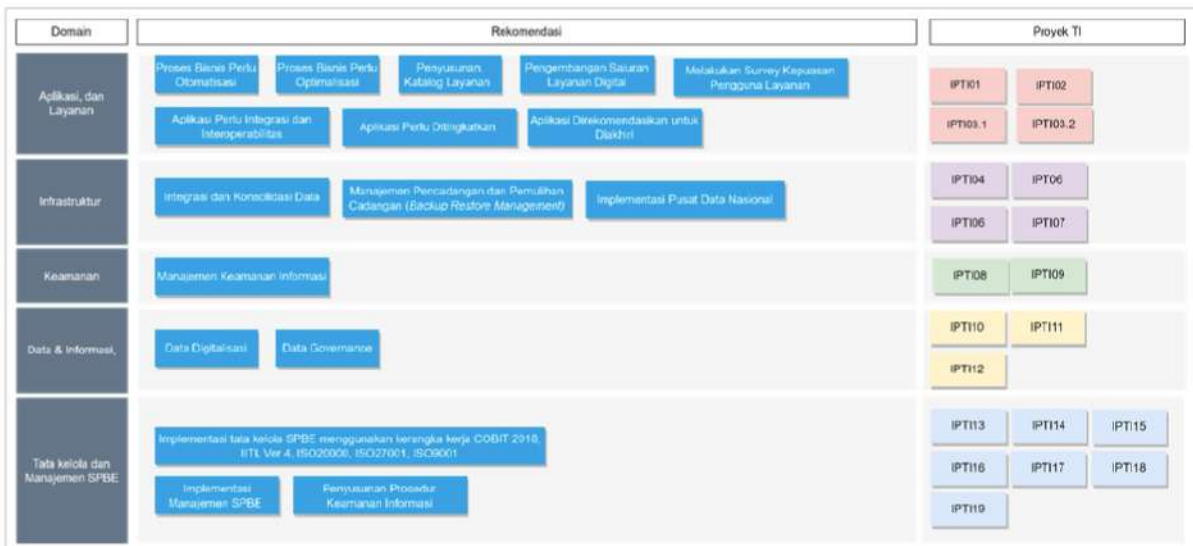 Domain
Rekomendasi
Proyek TI
Aplikasi, dan
Layanan
Proses Bisnis Perlu
Otomatisasi
Proses Bisnis Perlu
Optimalisasi
Penyusunan
Katalog Layanan
Pengembangan Saluran
Layanan Digital
Melakukan Survey Kepuasan
Pengguna Layanan
Aplikasi Perlu Integrasi dan
Interoperabilitas
Aplikasi Perlu Ditingkatkan
Aplikasi Direkomendasikan untuk
Diakhiri
IPTI01
IPTI02
IPTI03.1
IPTI03.2
Infrastruktur
Integrasi dan Konsolidasi Data
Manajemen Pencadangan dan Pemulihan
Cadangan (Backup Restore Management)
Implementasi Pusat Data Nasional
IPTI04
IPT06
IPTI06
IPTI07
Keamanan
Manajemen Keamanan Informasi
IPTI08
IPTI09
Data & Informasi,
Data Digitalisasi
Data Governance
IPTI10
IPTI11
IPTI12
Tata kelola dan
Manajemen SPBE
Implementasi tata kelola SPBE menggunakan kerangka kerja COBIT 2019,
IITL Ver 4, ISO20000, ISO27001, ISO9001
Implementasi
Manajemen SPBE
Penyusunan Prosedur
Keamanan Informasi
IPTI13
IPTI14
IPTI15
IPTI16
IPTI17
IPTI18
IPTI19